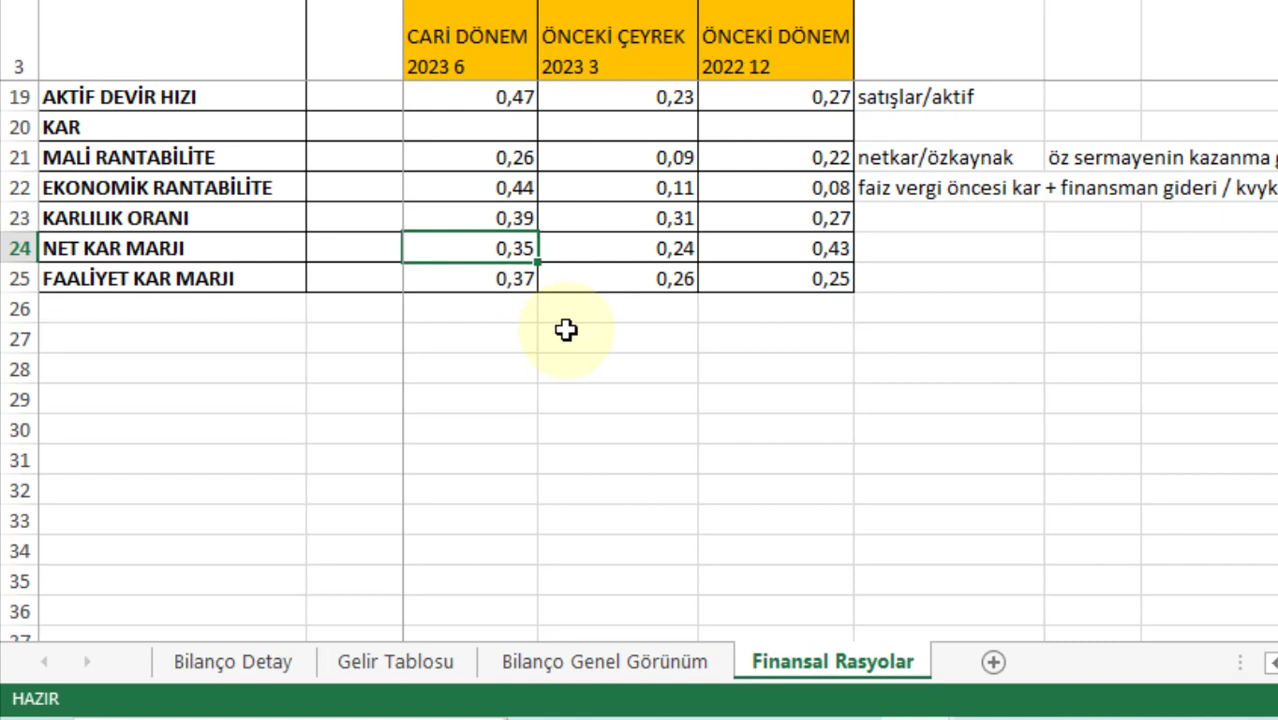 CARİ DÖNEM ÖNCEKİ ÇEYREK ÖNCEKİ DÖNEM
3 2023 6 2023 3 2022 12
19 AKTİF DEVİR HIZI 0,47 0,23 0,27 satışlar/aktif
20 KAR
21 MALİ RANTABİLİTE 0,26 0,09 0,22 netkar/özkaynak öz sermayenin kazanma g
22 EKONOMİK RANTABİLİTE 0,44 0,11 0,08 faiz vergi öncesi kar + finansman gideri / kvyk
23 KARLILIK ORANI 0,39 0,31 0,27
24 NET KAR MARJI 0,35 0,24 0,43
25 FAALİYET KAR MARJI 0,37 0,26 0,25
26
27
28
29
30
31
32
33
34
35
36
37
Bilanço Detay Gelir Tablosu Bilanço Genel Görünüm Finansal Rasyolar
HAZIR